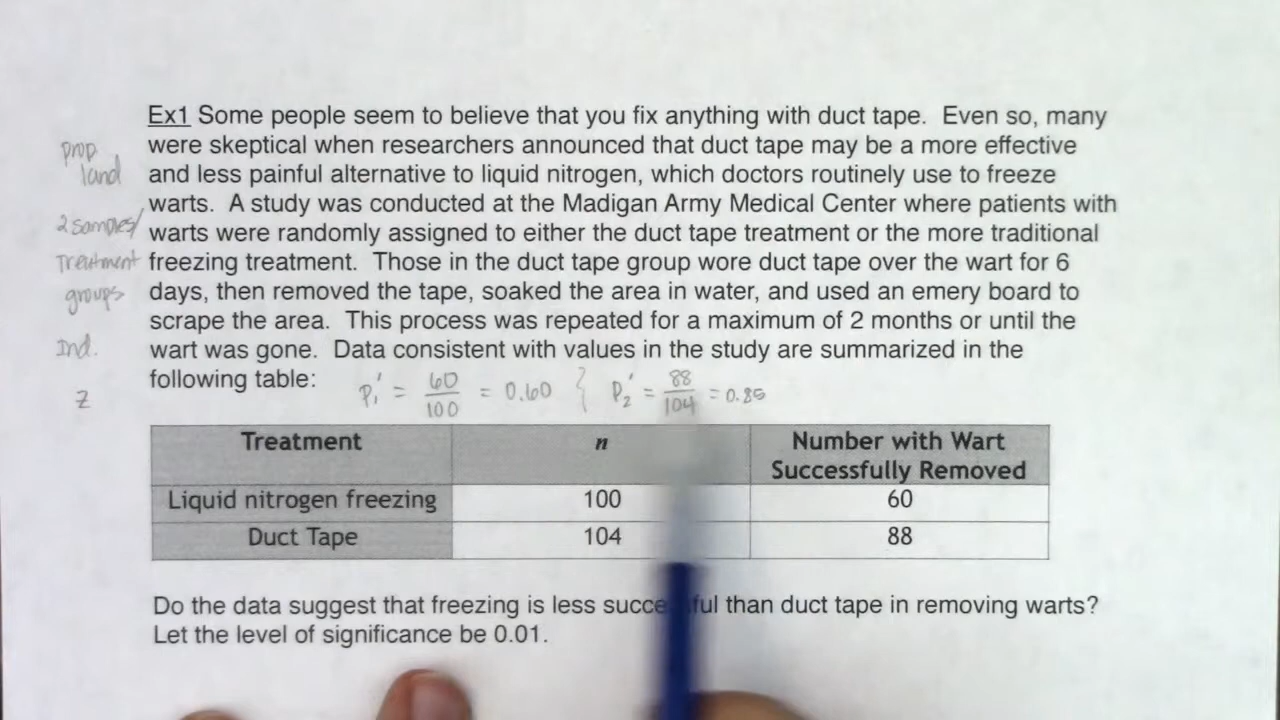 Ex1 Some people seem to believe that you fix anything with duct tape. Even so, many
were skeptical when researchers announced that duct tape may be a more effective
and less painful alternative to liquid nitrogen, which doctors routinely use to freeze
warts. A study was conducted at the Madigan Army Medical Center where patients with
warts were randomly assigned to either the duct tape treatment or the more traditional
freezing treatment. Those in the duct tape group wore duct tape over the wart for 6
days, then removed the tape, soaked the area in water, and used an emery board to
scrape the area. This process was repeated for a maximum of 2 months or until the
wart was gone. Data consistent with values in the study are summarized in the
following table:
prop
land
2 samples/
Treatment
groups
Ind.
Z
P₁' = 60/100 = 0.60 { P₂' = 88/104 = 0.85
Treatment n Number with Wart
Successfully Removed
Liquid nitrogen freezing 100 60
Duct Tape 104 88
Do the data suggest that freezing is less than duct tape in removing warts?
Let the level of significance be 0.01.